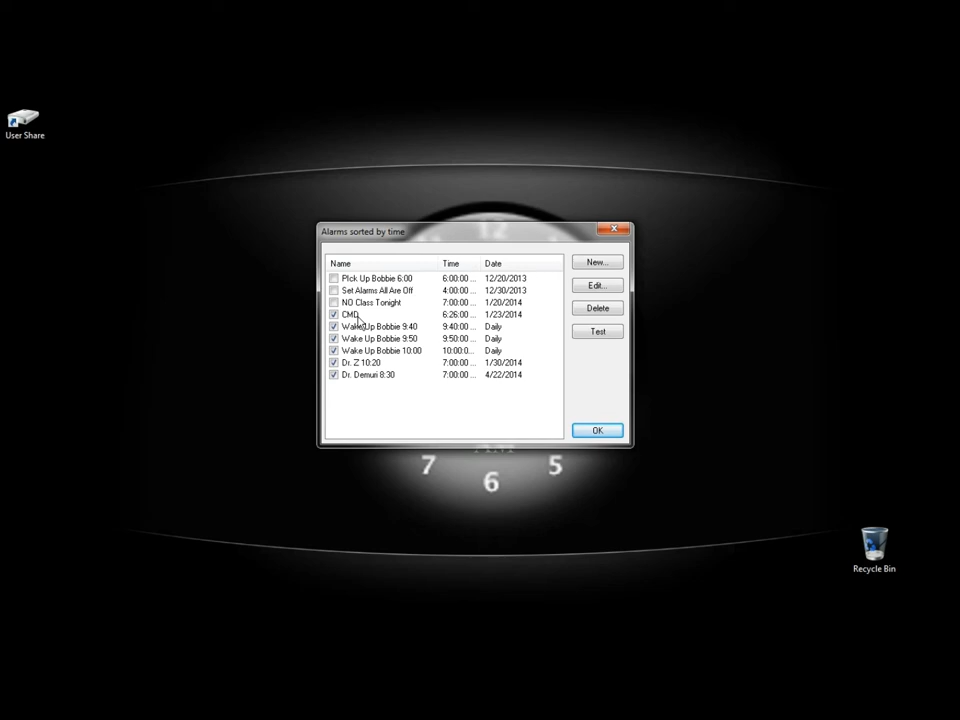 User Share
12
Alarms sorted by time
Name Time Date
New...
PIck Up Bobbie 6:00 6:00:00 ... 12/20/2013
Edit...
Set Alarms All Are Off 4:00:00 ... 12/30/2013
NO Class Tonight 7:00:00 ... 1/20/2014
Delete
CMD 6:26:00 ... 1/23/2014
Wake Up Bobbie 9:40 9:40:00 ... Daily
Test
Wake Up Bobbie 9:50 9:50:00 ... Daily
Wake Up Bobbie 10:00 10:00:0... Daily
Dr. Z 10:20 7:00:00 ... 1/30/2014
Dr. Demuri 8:30 7:00:00 ... 4/22/2014
OK
7 5
6
Recycle Bin